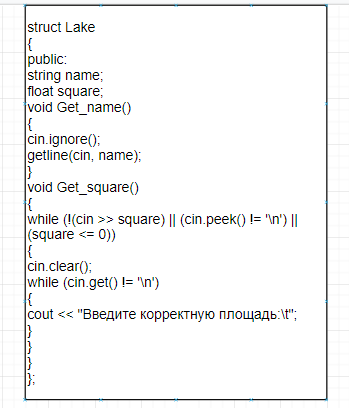 struct Lake
{
public:
string name;
float square;
void Get_name()
{
cin.ignore();
getline(cin, name);
}
void Get_square()
{
while (!(cin >> square) || (cin.peek() != '\n') ||
(square <= 0))
{
cin.clear();
while (cin.get() != '\n')
{
cout << "Введите корректную площадь:\t";
}
}
}
};